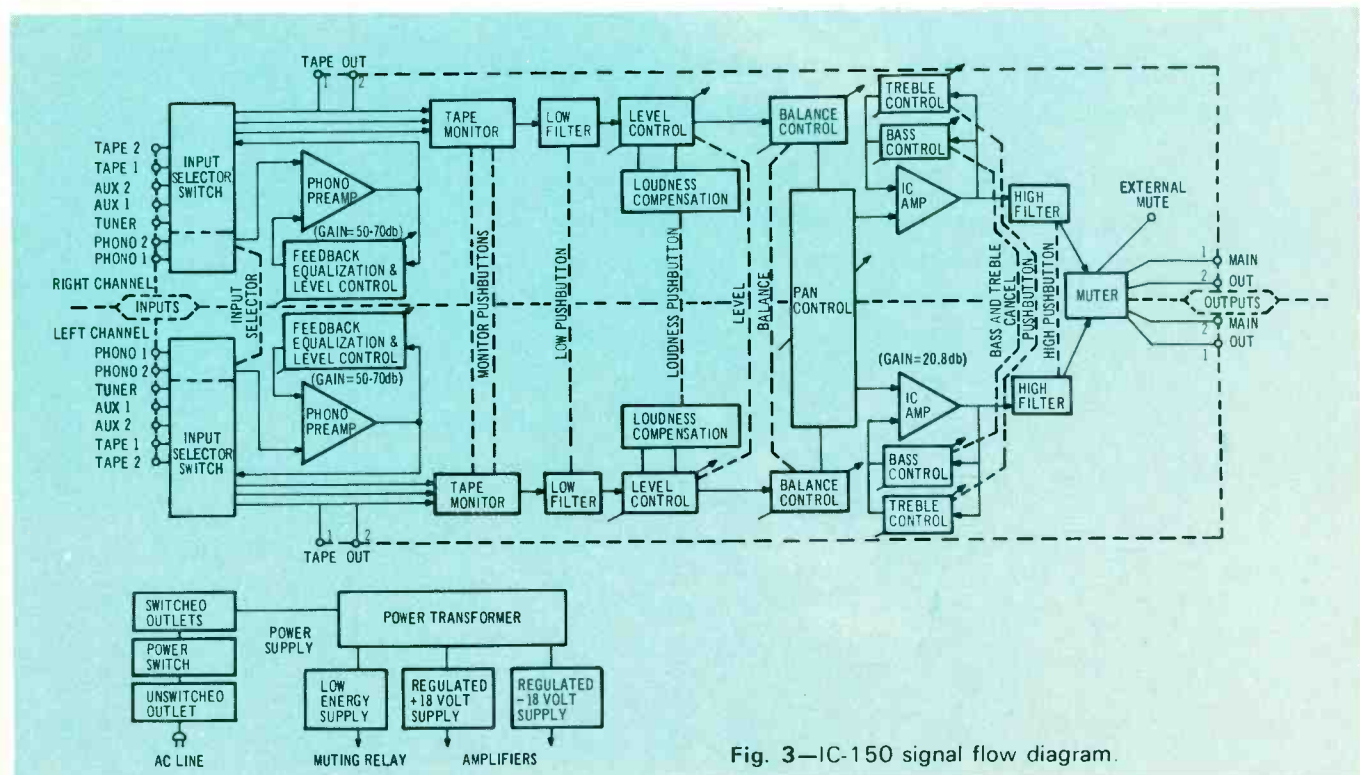 TAPE OUT
1 2
TAPE 2
TAPE 1
AUX 2
AUX 1
TUNER
PHONO 2
PHONO 1
INPUT
SELECTOR
SWITCH
PHONO
PREAMP
(GAIN=50-70db)
FEEDBACK
EQUALIZATION &
LEVEL CONTROL
TAPE
MONITOR
LOW
FILTER
LEVEL
CONTROL
LOUDNESS
COMPENSATION
BALANCE
CONTROL
TREBLE
CONTROL
BASS
CONTROL
IC
AMP
HIGH
FILTER
EXTERNAL
MUTE
RIGHT CHANNEL
INPUTS
LEFT CHANNEL
INPUT
SELECTOR
MONITOR PUSHBUTTONS
LOW PUSHBUTTON
LOUDNESS PUSHBUTTON
LEVEL
BALANCE
PAN
CONTROL
BASS AND TREBLE
CANCEL
PUSHBUTTON
HIGH PUSHBUTTON
MUTER
1 MAIN
2 OUT
OUTPUTS
2 MAIN
1 OUT
PHONO 1
PHONO 2
TUNER
AUX 1
AUX 2
TAPE 1
TAPE 2
INPUT
SELECTOR
SWITCH
FEEDBACK
EQUALIZATION &
LEVEL CONTROL
(GAIN=50-70db)
PHONO
PREAMP
TAPE
MONITOR
LOW
FILTER
LOUDNESS
COMPENSATION
LEVEL
CONTROL
BALANCE
CONTROL
(GAIN=20.8db)
IC
AMP
BASS
CONTROL
TREBLE
CONTROL
HIGH
FILTER
1 2
TAPE OUT
SWITCHED
OUTLETS
POWER
SWITCH
UNSWITCHED
OUTLET
AC LINE
POWER
SUPPLY
POWER TRANSFORMER
LOW
ENERGY
SUPPLY
REGULATED
+18 VOLT
SUPPLY
REGULATED
-18 VOLT
SUPPLY
MUTING RELAY
AMPLIFIERS
Fig. 3—IC-150 signal flow diagram.